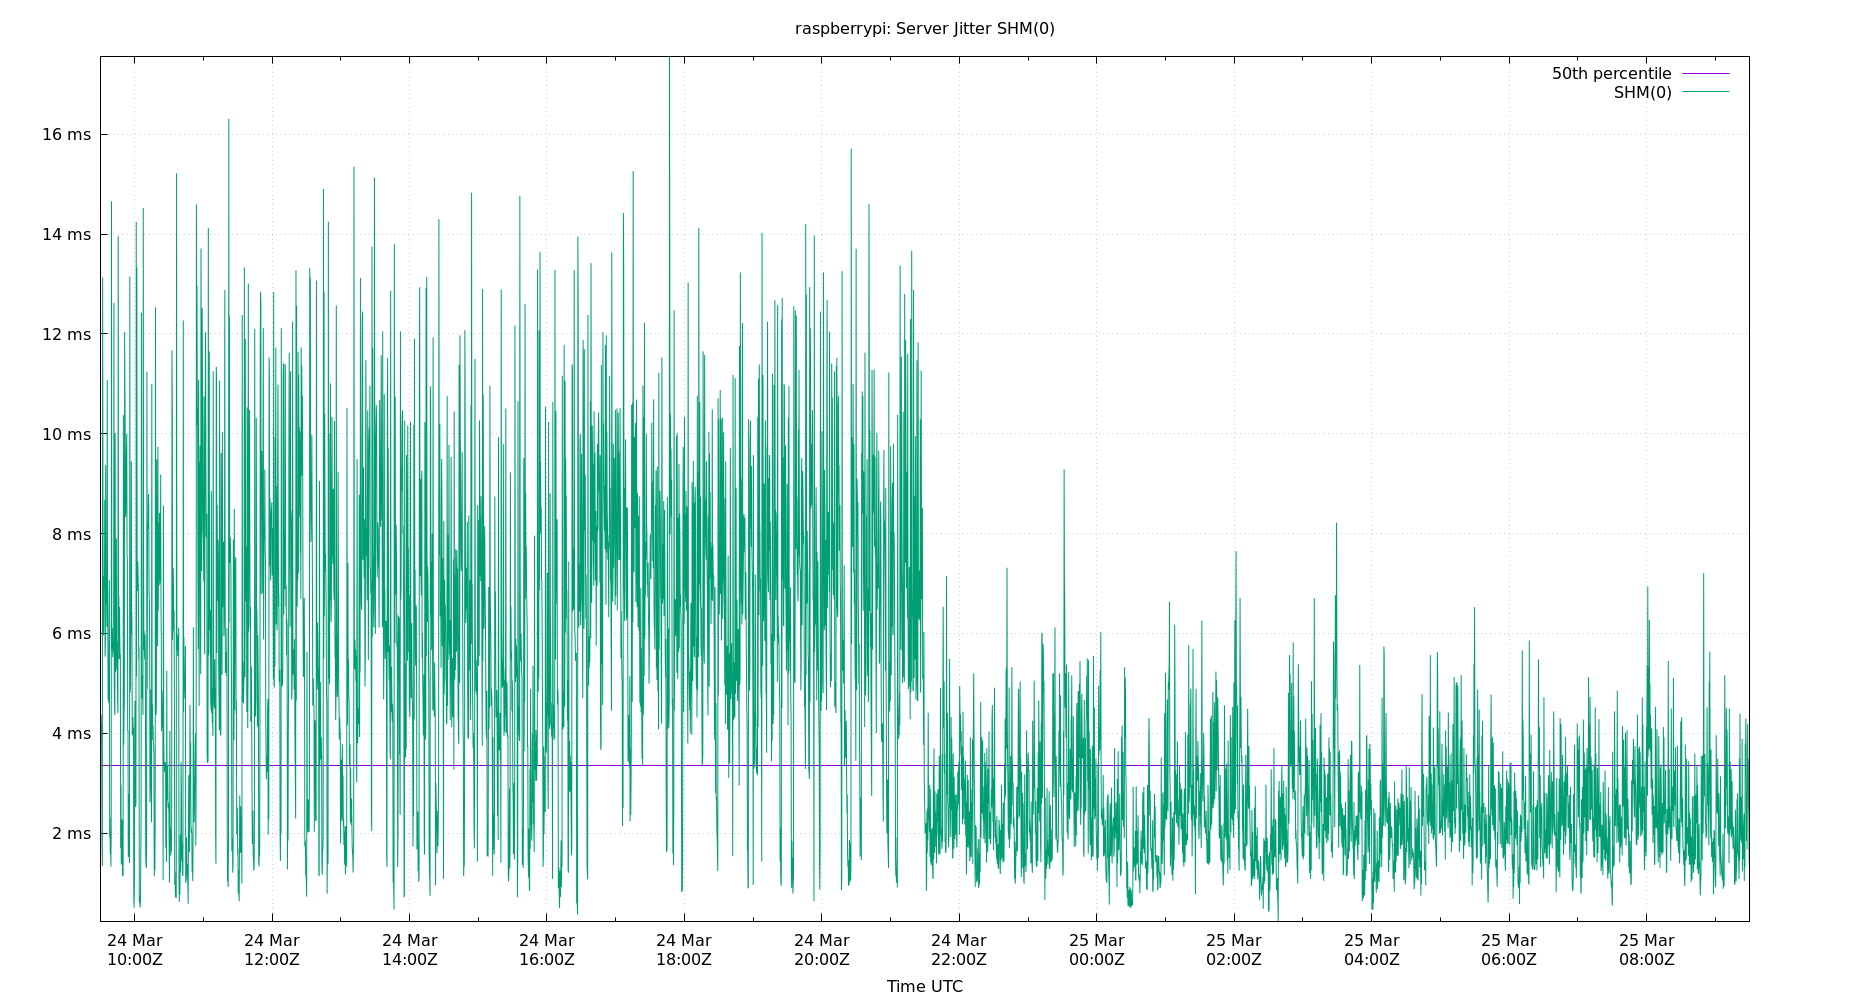 raspberrypi: Server Jitter SHM(0)
50th percentile
SHM(0)
16 ms
14 ms
12 ms
10 ms
8 ms
6 ms
4 ms
2 ms
24 Mar 24 Mar 24 Mar 24 Mar 24 Mar 24 Mar 24 Mar 25 Mar 25 Mar 25 Mar 25 Mar 25 Mar
10:00Z 12:00Z 14:00Z 16:00Z 18:00Z 20:00Z 22:00Z 00:00Z 02:00Z 04:00Z 06:00Z 08:00Z
Time UTC